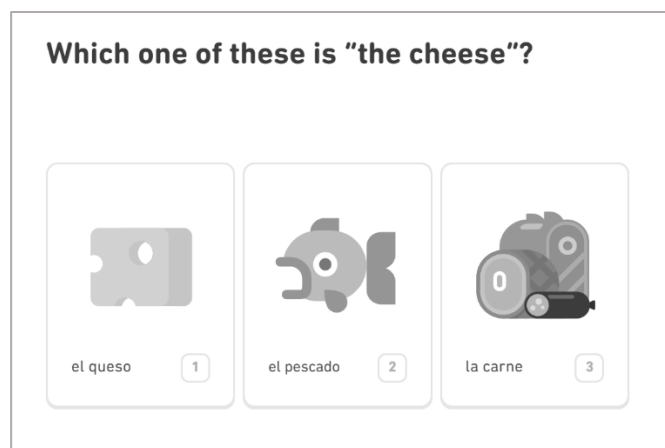 Which one of these is "the cheese"?
el queso 1
el pescado 2
la carne 3